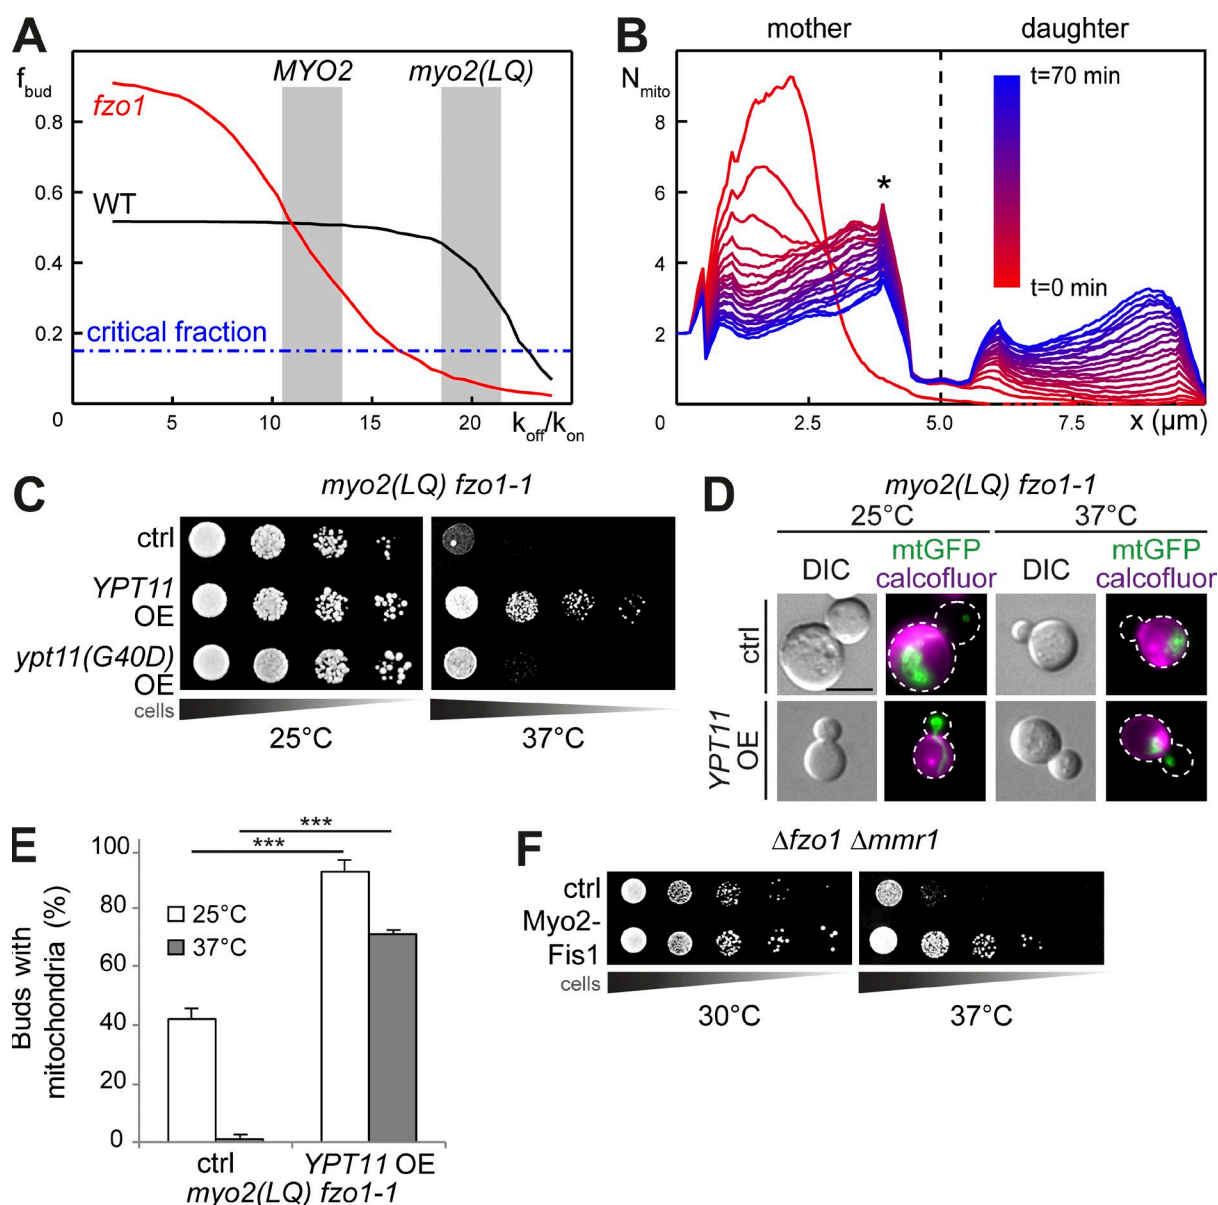 A
f bud
fzo1
WT
MYO2
myo2(LQ)
critical fraction
0.8
0.6
0.4
0.2
0
5
10
15
20
k off/k on
B
mother
daughter
N mito
8
6
4
2
*
t=70 min
t=0 min
0
2.5
5.0
7.5
x (μm)
C
myo2(LQ) fzo1-1
ctrl
YPT11
OE
ypt11(G40D)
OE
cells
25°C
37°C
D
myo2(LQ) fzo1-1
25°C
37°C
DIC
mtGFP
calcofluor
DIC
mtGFP
calcofluor
ctrl
YPT11
OE
E
Buds with
mitochondria (%)
100
80
60
40
20
0
***
***
25°C
37°C
ctrl
YPT11 OE
myo2(LQ) fzo1-1
F
Δfzo1 Δmmr1
ctrl
Myo2-
Fis1
cells
30°C
37°C